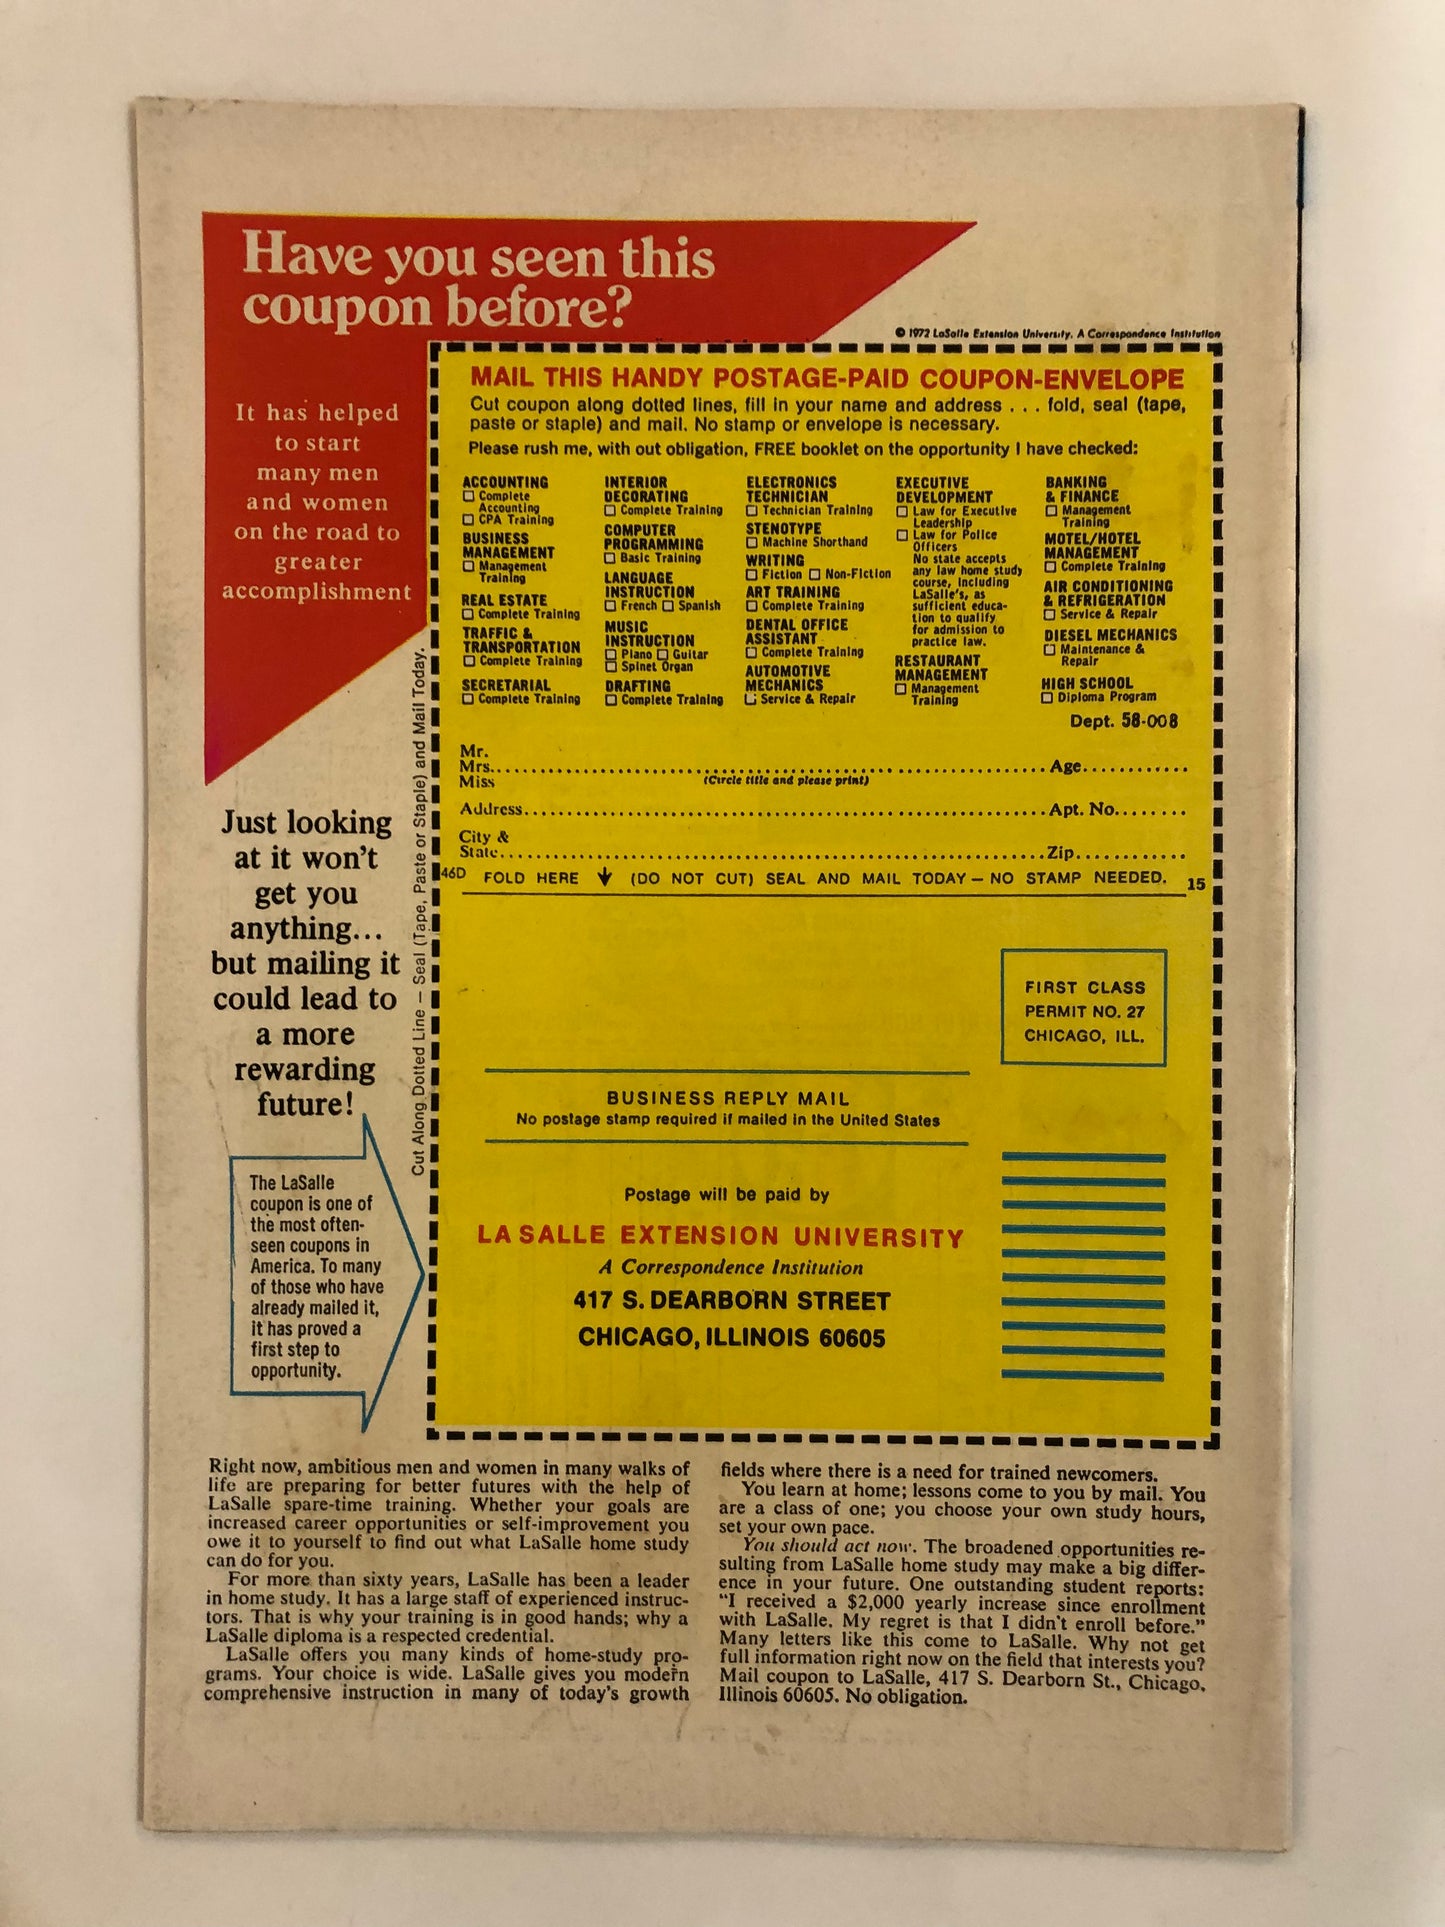 Have you seen this
coupon before?
It has helped
to start
many men
and women
on the road to
greater
accomplishment
Just looking
at it won't
get you
anything...
but mailing it
could lead to
a more
rewarding
future!
The LaSalle
coupon is one of
the most often-
seen coupons in
America. To many
of those who have
already mailed it,
it has proved a
first step to
opportunity.
Cut Along Dotted Line – Seal (Tape, Paste or Staple) and Mail Today.
© 1972 LaSalle Extension University. A Correspondence Institution
MAIL THIS HANDY POSTAGE-PAID COUPON-ENVELOPE
Cut coupon along dotted lines, fill in your name and address . . . fold, seal (tape,
paste or staple) and mail. No stamp or envelope is necessary.
Please rush me, with out obligation, FREE booklet on the opportunity I have checked:
ACCOUNTING
☐ Complete
Accounting
☐ CPA Training
BUSINESS
MANAGEMENT
☐ Management
Training
REAL ESTATE
☐ Complete Training
TRAFFIC &
TRANSPORTATION
☐ Complete Training
SECRETARIAL
☐ Complete Training
INTERIOR
DECORATING
☐ Complete Training
COMPUTER
PROGRAMMING
☐ Basic Training
LANGUAGE
INSTRUCTION
☐ French ☐ Spanish
MUSIC
INSTRUCTION
☐ Piano ☐ Guitar
☐ Spinet Organ
DRAFTING
☐ Complete Training
ELECTRONICS
TECHNICIAN
☐ Technician Training
STENOTYPE
☐ Machine Shorthand
WRITING
☐ Fiction ☐ Non-Fiction
ART TRAINING
☐ Complete Training
DENTAL OFFICE
ASSISTANT
☐ Complete Training
AUTOMOTIVE
MECHANICS
☐ Service & Repair
EXECUTIVE
DEVELOPMENT
☐ Law for Executive
Leadership
☐ Law for Police
Officers
No state accepts
any law home study
course, including
LaSalle's, as
sufficient educa-
tion to qualify
for admission to
practice law.
RESTAURANT
MANAGEMENT
☐ Management
Training
BANKING
& FINANCE
☐ Management
Training
MOTEL/HOTEL
MANAGEMENT
☐ Complete Training
AIR CONDITIONING
& REFRIGERATION
☐ Service & Repair
DIESEL MECHANICS
☐ Maintenance &
Repair
HIGH SCHOOL
☐ Diploma Program
Dept. 58-008
Mr.
Mrs. Age
Miss (Circle title and please print)
Address Apt. No.
City &
State Zip
46D FOLD HERE ↓ (DO NOT CUT) SEAL AND MAIL TODAY — NO STAMP NEEDED. 15
FIRST CLASS
PERMIT NO. 27
CHICAGO, ILL.
BUSINESS REPLY MAIL
No postage stamp required if mailed in the United States
Postage will be paid by
LA SALLE EXTENSION UNIVERSITY
A Correspondence Institution
417 S. DEARBORN STREET
CHICAGO, ILLINOIS 60605
Right now, ambitious men and women in many walks of
life are preparing for better futures with the help of
LaSalle spare-time training. Whether your goals are
increased career opportunities or self-improvement you
owe it to yourself to find out what LaSalle home study
can do for you.
For more than sixty years, LaSalle has been a leader
in home study. It has a large staff of experienced instruc-
tors. That is why your training is in good hands; why a
LaSalle diploma is a respected credential.
LaSalle offers you many kinds of home-study pro-
grams. Your choice is wide. LaSalle gives you modern
comprehensive instruction in many of today's growth
fields where there is a need for trained newcomers.
You learn at home; lessons come to you by mail. You
are a class of one; you choose your own study hours,
set your own pace.
You should act now. The broadened opportunities re-
sulting from LaSalle home study may make a big differ-
ence in your future. One outstanding student reports:
"I received a $2,000 yearly increase since enrollment
with LaSalle. My regret is that I didn't enroll before."
Many letters like this come to LaSalle. Why not get
full information right now on the field that interests you?
Mail coupon to LaSalle, 417 S. Dearborn St., Chicago,
Illinois 60605. No obligation.